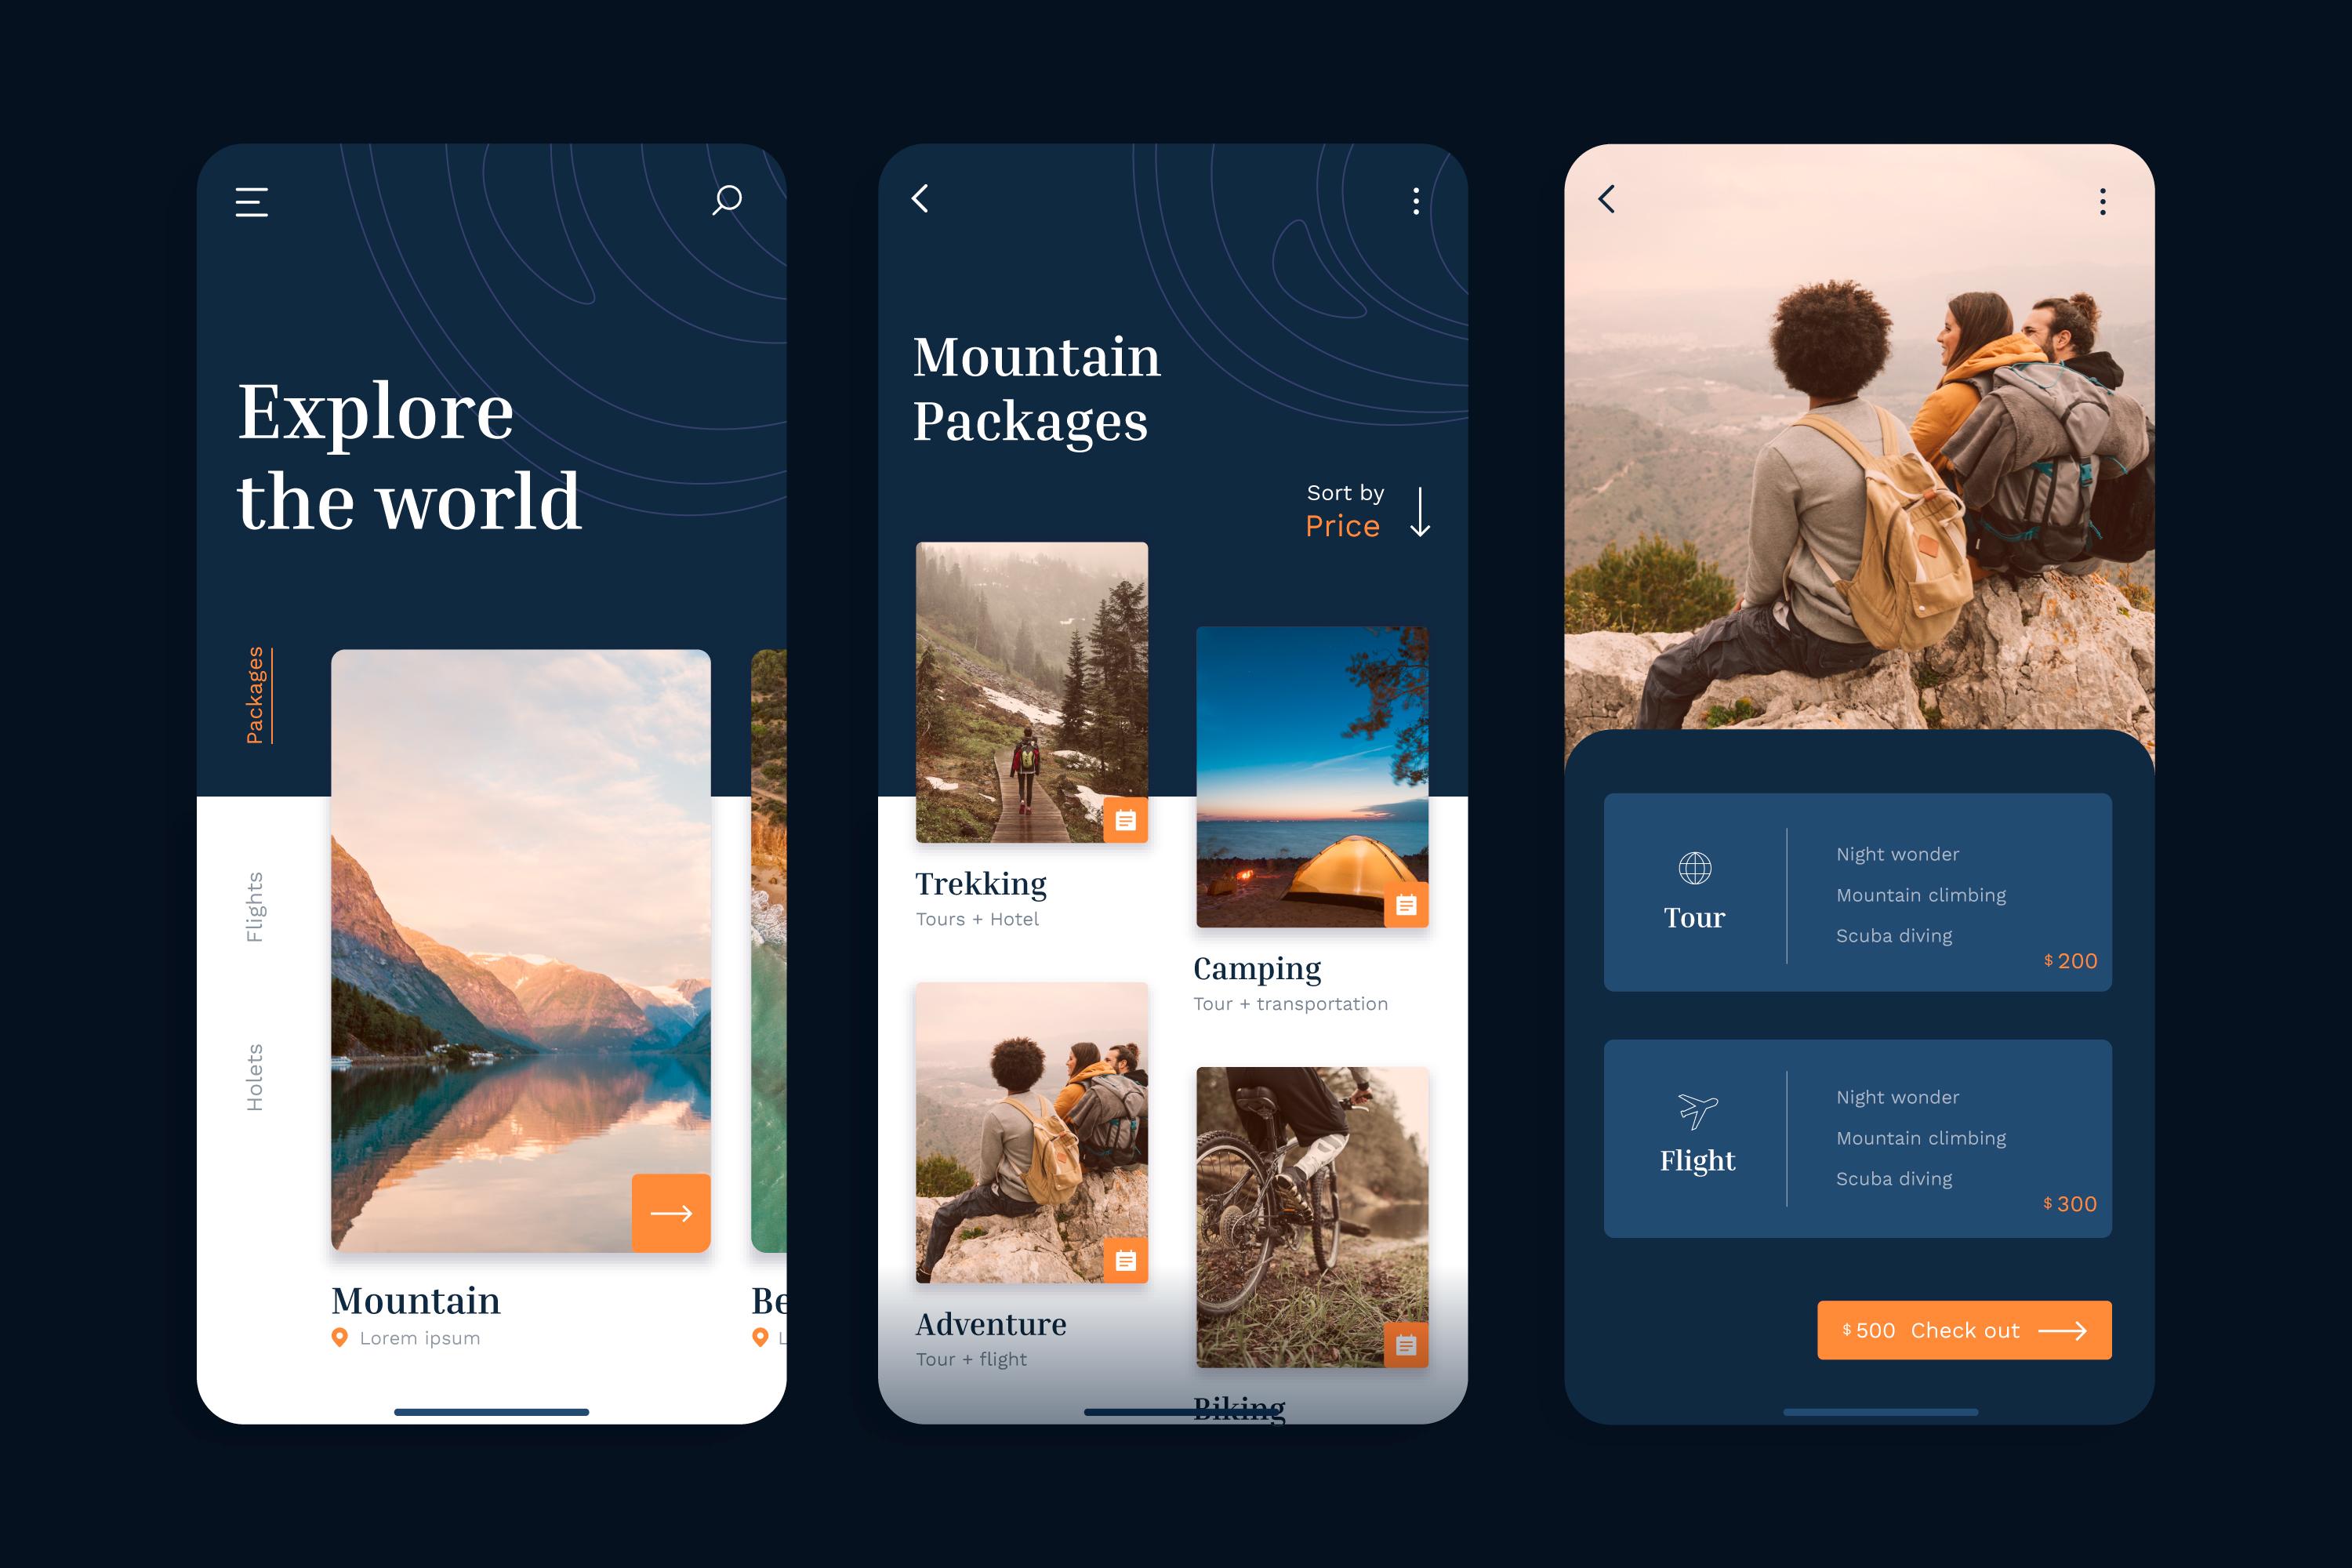 Explore
the world
Packages
Flights
Holets
Mountain
Lorem ipsum
Be
L
Mountain
Packages
Sort by
Price
Trekking
Tours + Hotel
Camping
Tour + transportation
Adventure
Tour + flight
Biking
Tour
Night wonder
Mountain climbing
Scuba diving
$ 200
Flight
Night wonder
Mountain climbing
Scuba diving
$ 300
$ 500 Check out